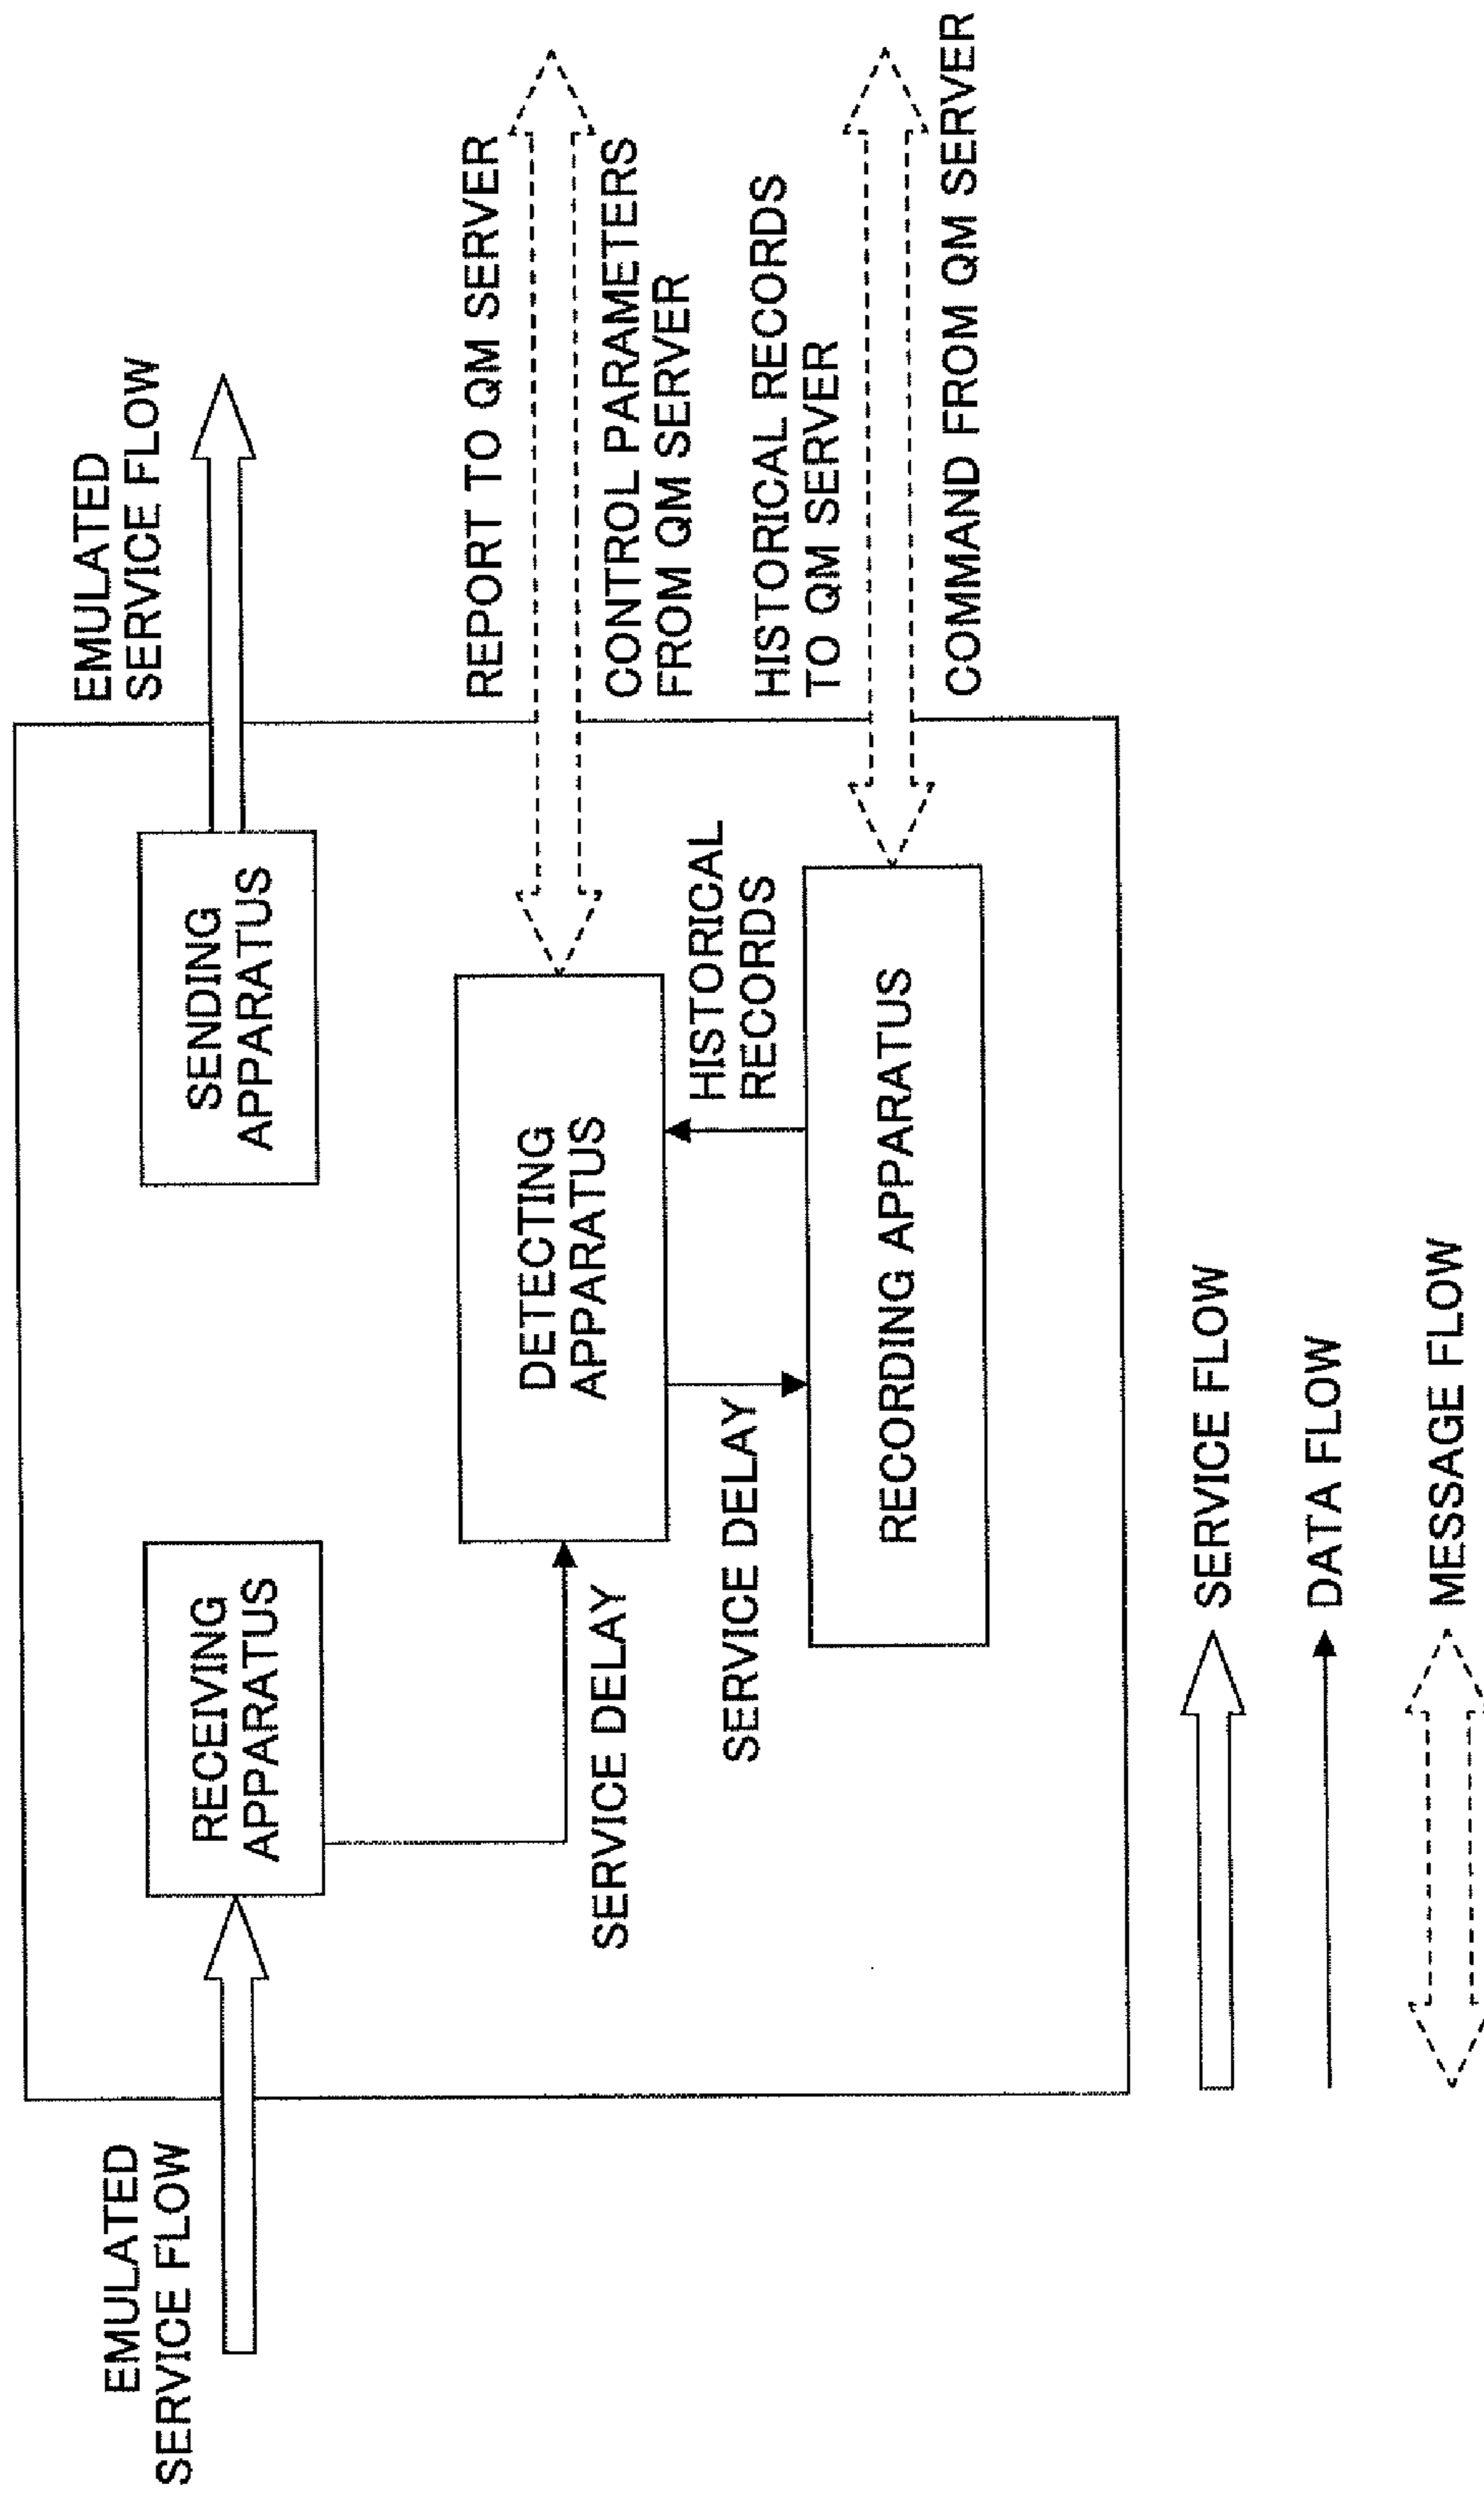 EMULATED
SERVICE FLOW
EMULATED
SERVICE FLOW
RECEIVING
APPARATUS
SENDING
APPARATUS
REPORT TO QM SERVER
CONTROL PARAMETERS
FROM QM SERVER
DETECTING
APPARATUS
SERVICE DELAY
HISTORICAL
RECORDS
SERVICE DELAY
HISTORICAL RECORDS
TO QM SERVER
RECORDING APPARATUS
COMMAND FROM QM SERVER
SERVICE FLOW
DATA FLOW
MESSAGE FLOW